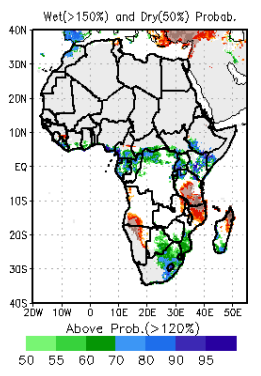 Wet(>150%) and Dry(50%) Probab.
40N
30N
20N
10N
EQ
10S
20S
30S
40S
20W 10W 0 10E 20E 30E 40E 50E
Above Prob.(>120%)
50 55 60 70 80 90 95